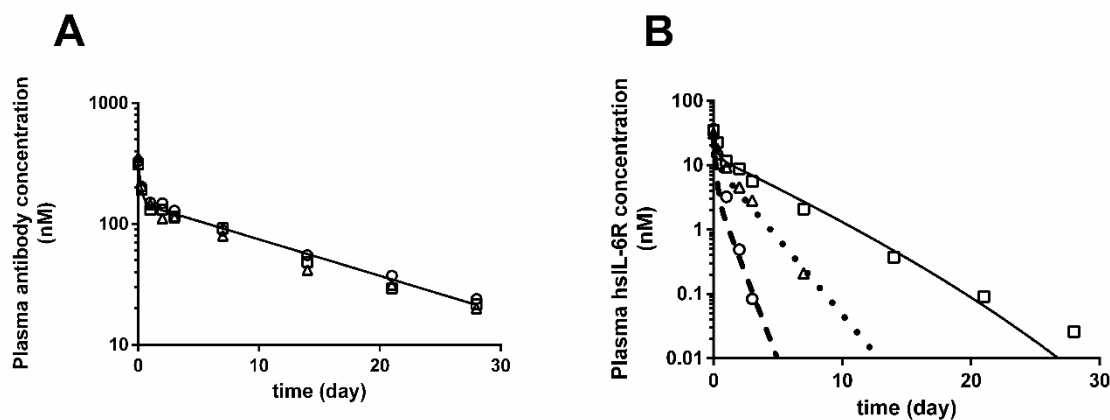 A
Plasma antibody concentration
(nM)
1000
100
10
0
10
20
30
time (day)
B
Plasma hsIL-6R concentration
(nM)
100
10
1
0.1
0.01
0
10
20
30
time (day)